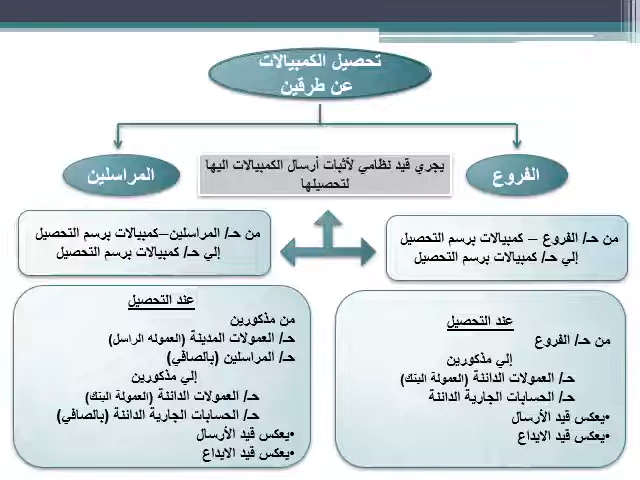 تحصيل الكمبيالات
عن طرقين
الفروع
يجري قيد نظامي لأثبات أرسال الكمبيالات اليها
لتحصيلها
المراسلين
من حـ/ الفروع – كمبيالات برسم التحصيل
إلي حـ/ كمبيالات برسم التحصيل
من حـ/ المراسلين–كمبيالات برسم التحصيل
إلي حـ/ كمبيالات برسم التحصيل
عند التحصيل
من حـ/ الفروع
إلي مذكورين
حـ/ العمولات الدائنة (العمولة البنك)
حـ/ الحسابات الجارية الدائنة
•يعكس قيد الأرسال
•يعكس قيد الايداع
عند التحصيل
من مذكورين
حـ/ العمولات المدينة (العموله الراسل)
حـ/ المراسلين (بالصافي)
إلي مذكورين
حـ/ العمولات الدائنة (العمولة البنك)
حـ/ الحسابات الجارية الدائنة (بالصافي)
•يعكس قيد الأرسال
•يعكس قيد الايداع